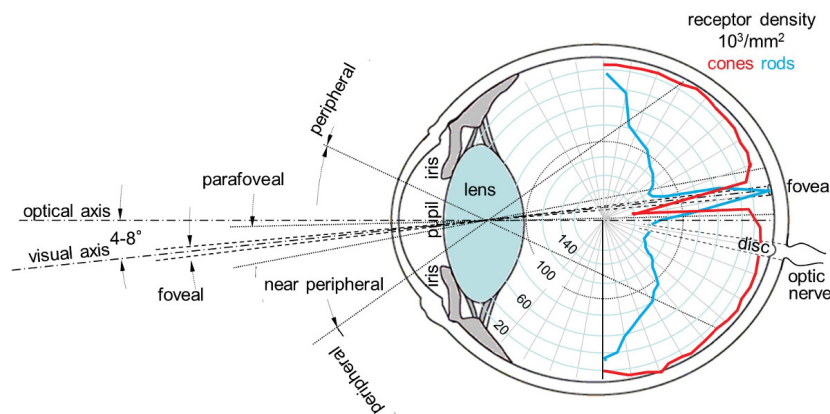 receptor density
10³/mm²
cones rods
peripheral
iris
parafoveal
lens
fovea
optical axis
pupil
4-8°
visual axis
140
disc
foveal
near peripheral
iris
100
optic
nerve
60
20
peripheral